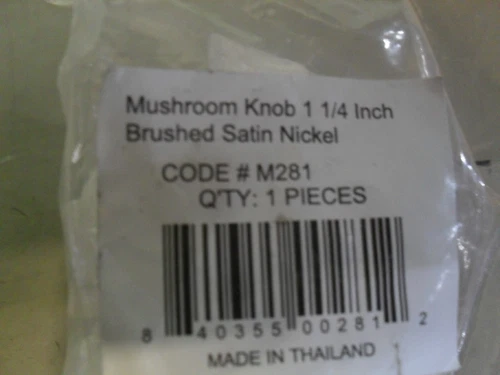 Mushroom Knob 1 1/4 Inch
Brushed Satin Nickel
CODE # M281
Q'TY: 1 PIECES
8 40355 00281 2
MADE IN THAILAND